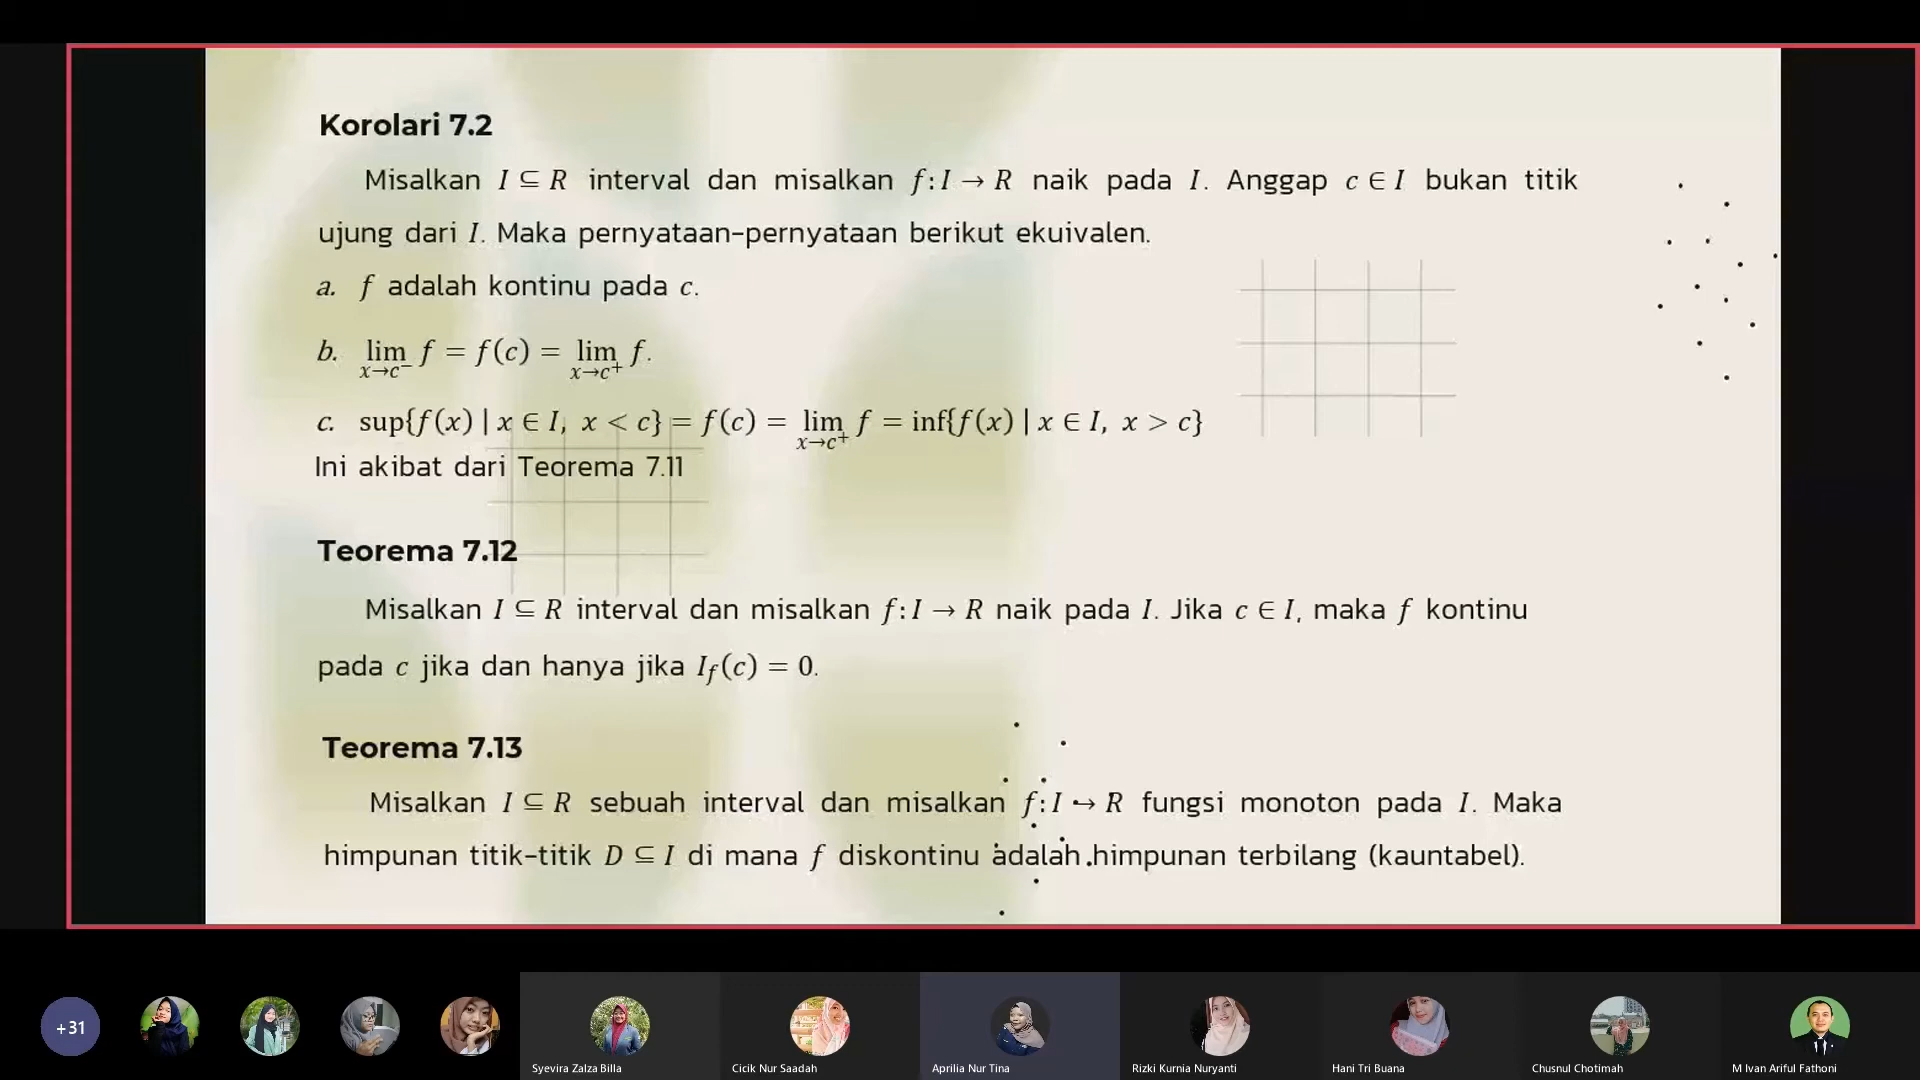 Korolari 7.2
Misalkan I ⊆ R interval dan misalkan f: I → R naik pada I. Anggap c ∈ I bukan titik
ujung dari I. Maka pernyataan-pernyataan berikut ekuivalen.
a. f adalah kontinu pada c.
b. lim_{x→c⁻} f = f(c) = lim_{x→c⁺} f.
c. sup{f(x) | x ∈ I, x < c} = f(c) = lim_{x→c⁺} f = inf{f(x) | x ∈ I, x > c}
Ini akibat dari Teorema 7.11
Teorema 7.12
Misalkan I ⊆ R interval dan misalkan f: I → R naik pada I. Jika c ∈ I, maka f kontinu
pada c jika dan hanya jika I_f(c) = 0.
Teorema 7.13
Misalkan I ⊆ R sebuah interval dan misalkan f: I → R fungsi monoton pada I. Maka
himpunan titik-titik D ⊆ I di mana f diskontinu adalah himpunan terbilang (kauntabel).
+31
Syevira Zalza Billa
Cicik Nur Saadah
Aprilia Nur Tina
Rizki Kurnia Nuryanti
Hani Tri Buana
Chusnul Chotimah
M Ivan Ariful Fathoni